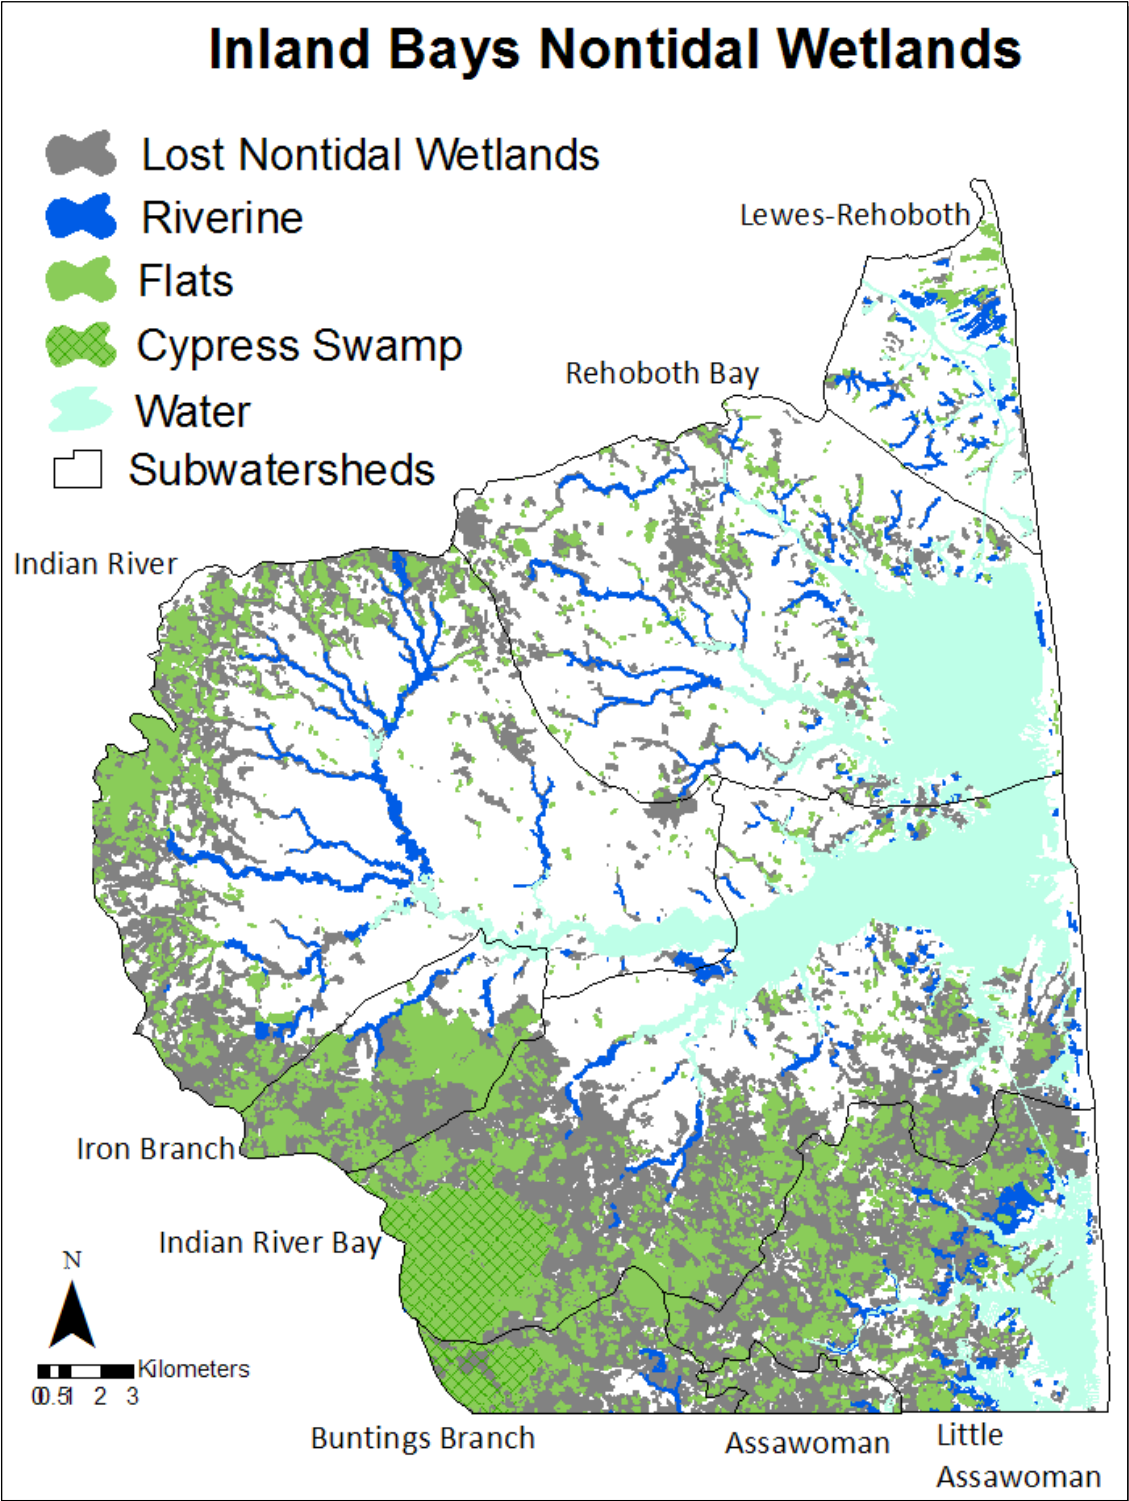 Inland Bays Nontidal Wetlands
Lost Nontidal Wetlands
Riverine
Flats
Cypress Swamp
Water
Subwatersheds
Lewes-Rehoboth
Rehoboth Bay
Indian River
Iron Branch
Indian River Bay
N
Kilometers
0 0.5 1 2 3
Buntings Branch
Assawoman
Little
Assawoman